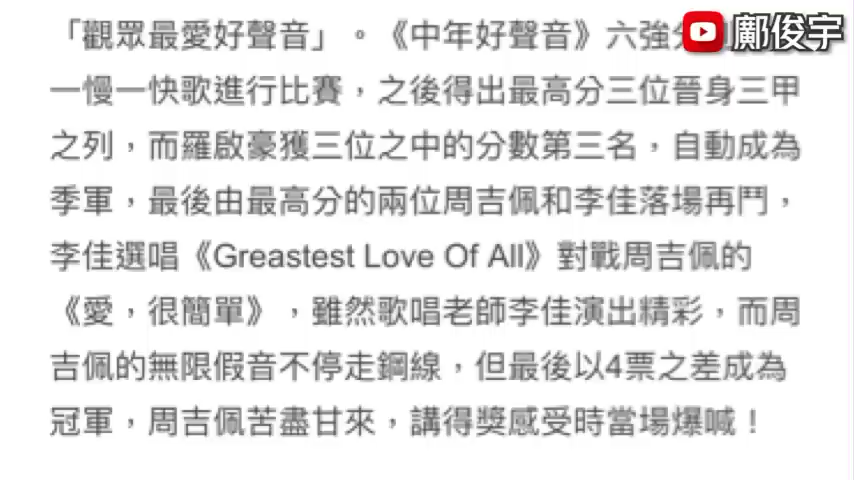 「觀眾最愛好聲音」。《中年好聲音》六強
鄺俊宇
一慢一快歌進行比賽，之後得出最高分三位晉身三甲
之列，而羅啟豪獲三位之中的分數第三名，自動成為
季軍，最後由最高分的兩位周吉佩和李佳落場再鬥，
李佳選唱《Greastest Love Of All》對戰周吉佩的
《愛，很簡單》，雖然歌唱老師李佳演出精彩，而周
吉佩的無限假音不停走鋼線，但最後以4票之差成為
冠軍，周吉佩苦盡甘來，講得獎感受時當場爆喊！